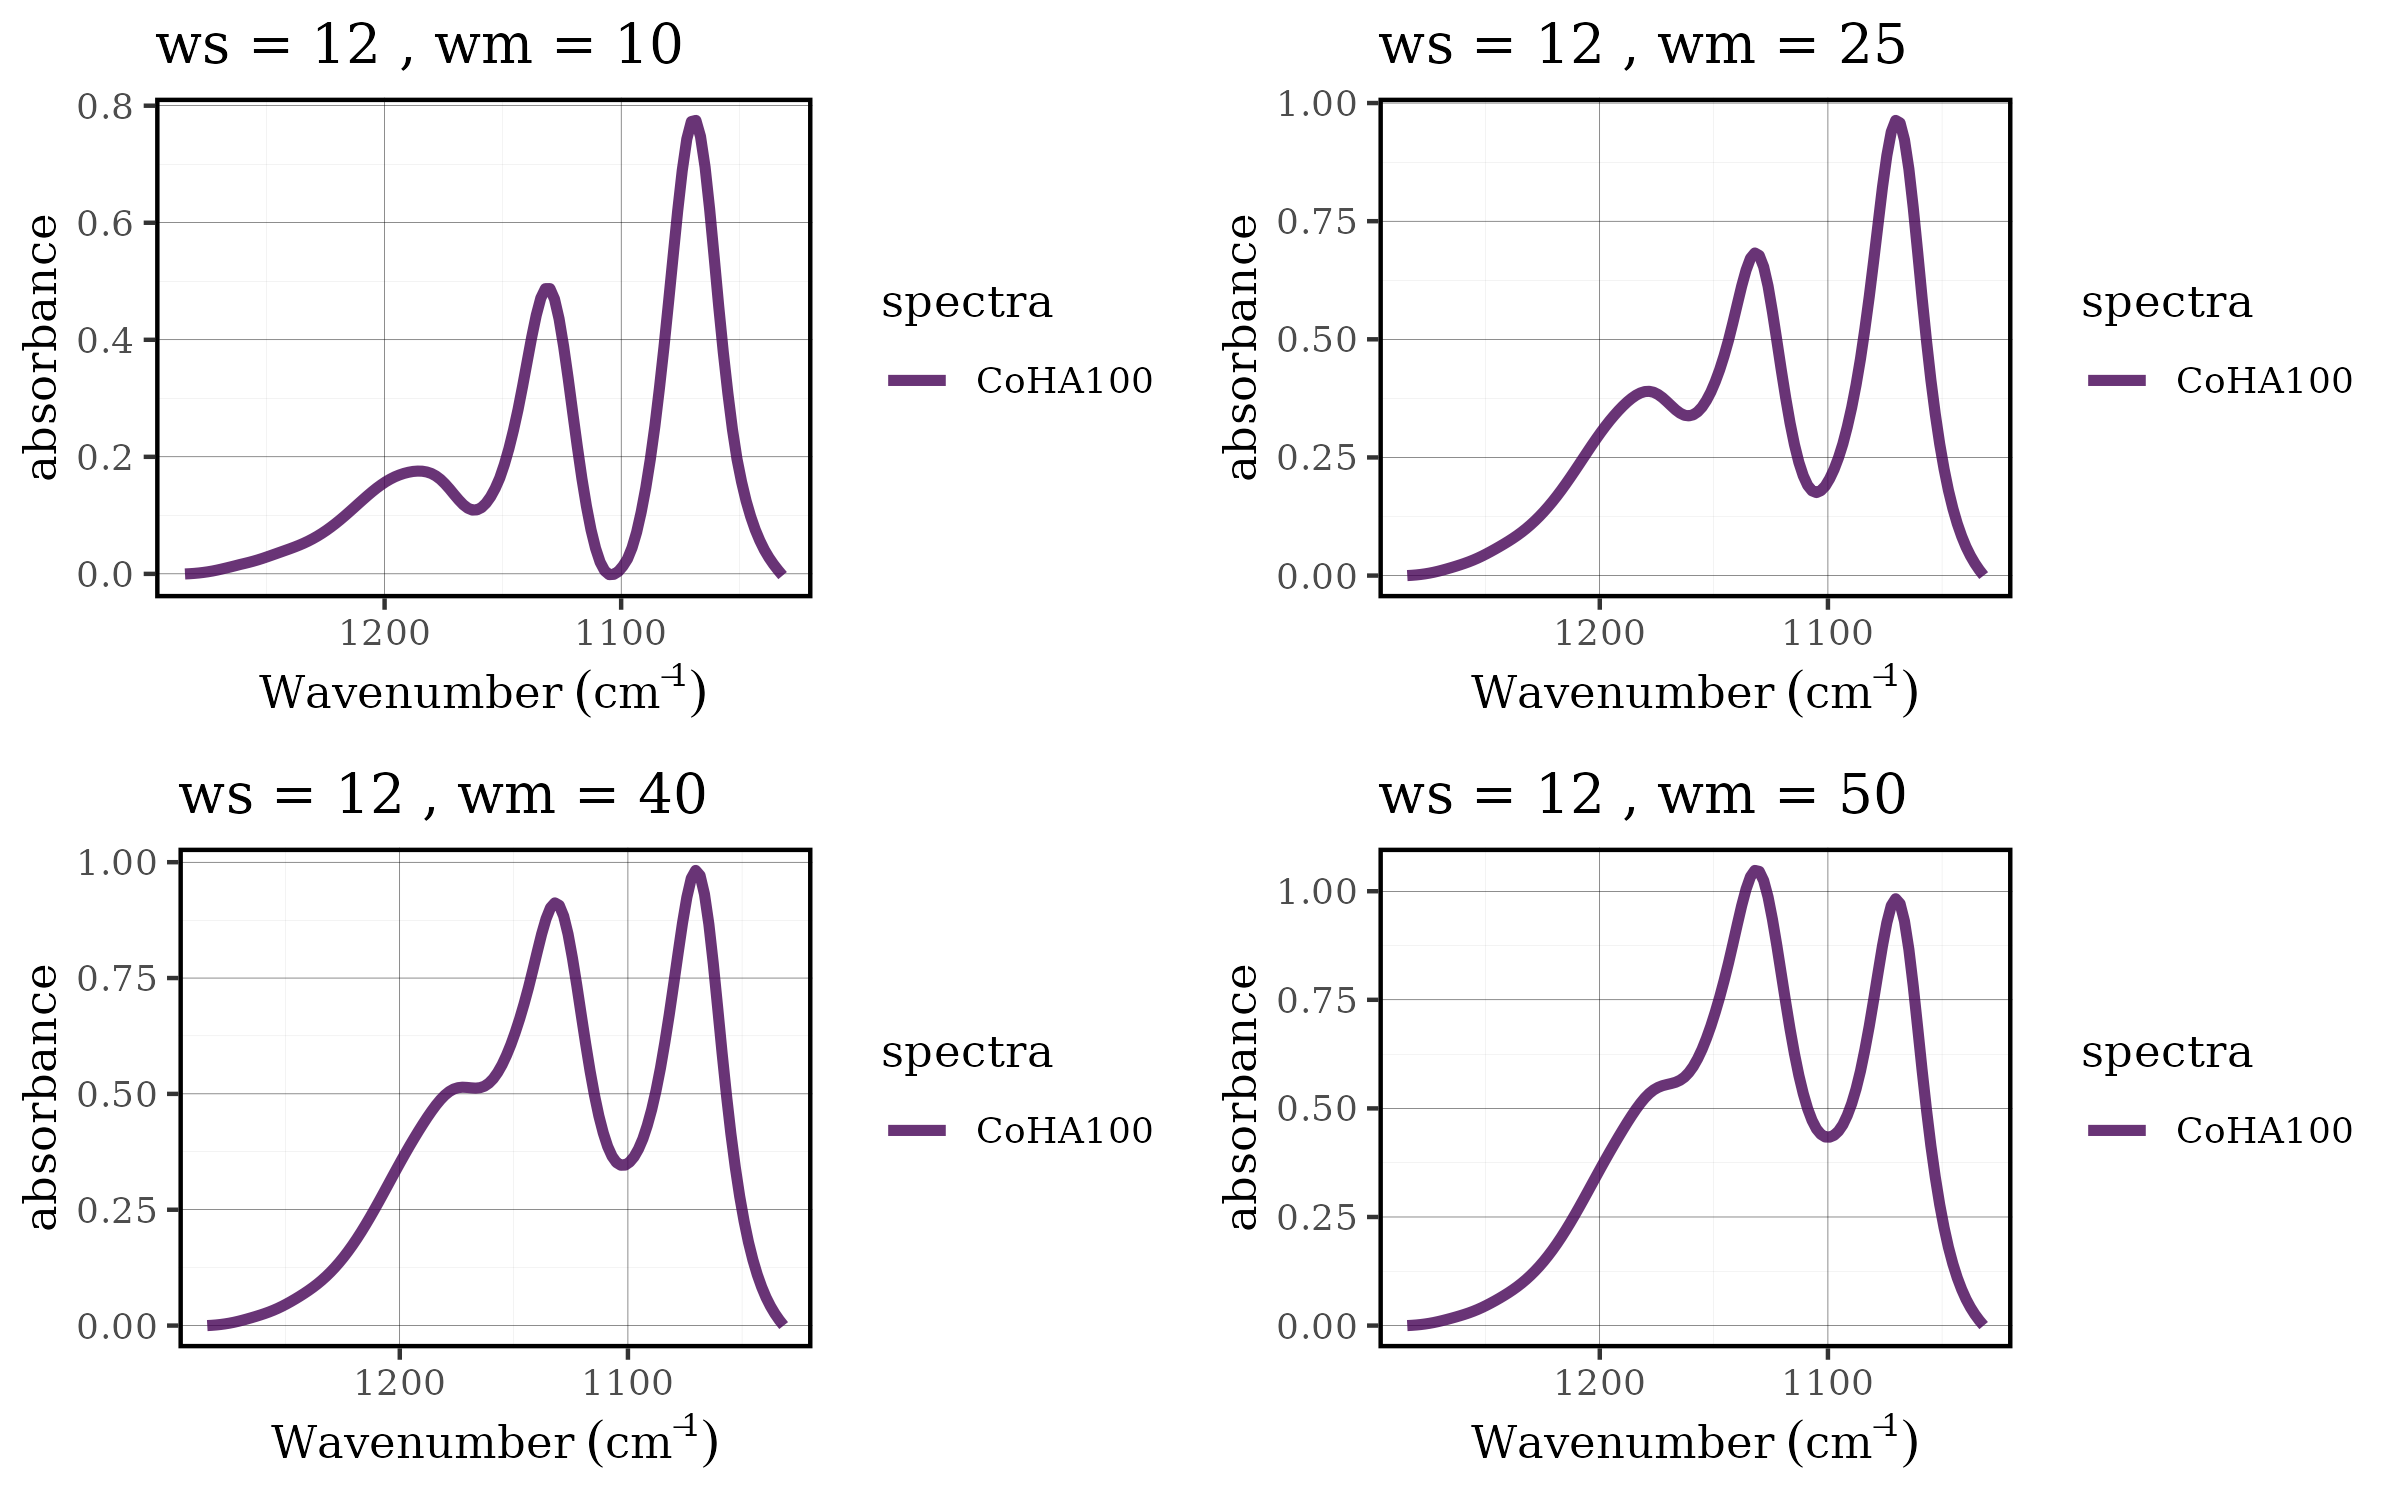 ws = 12 , wm = 10
0.8
0.6
0.4
0.2
0.0
absorbance
1200 1100
Wavenumber (cm⁻¹)
spectra
CoHA100
ws = 12 , wm = 25
1.00
0.75
0.50
0.25
0.00
absorbance
1200 1100
Wavenumber (cm⁻¹)
spectra
CoHA100
ws = 12 , wm = 40
1.00
0.75
0.50
0.25
0.00
absorbance
1200 1100
Wavenumber (cm⁻¹)
spectra
CoHA100
ws = 12 , wm = 50
1.00
0.75
0.50
0.25
0.00
absorbance
1200 1100
Wavenumber (cm⁻¹)
spectra
CoHA100